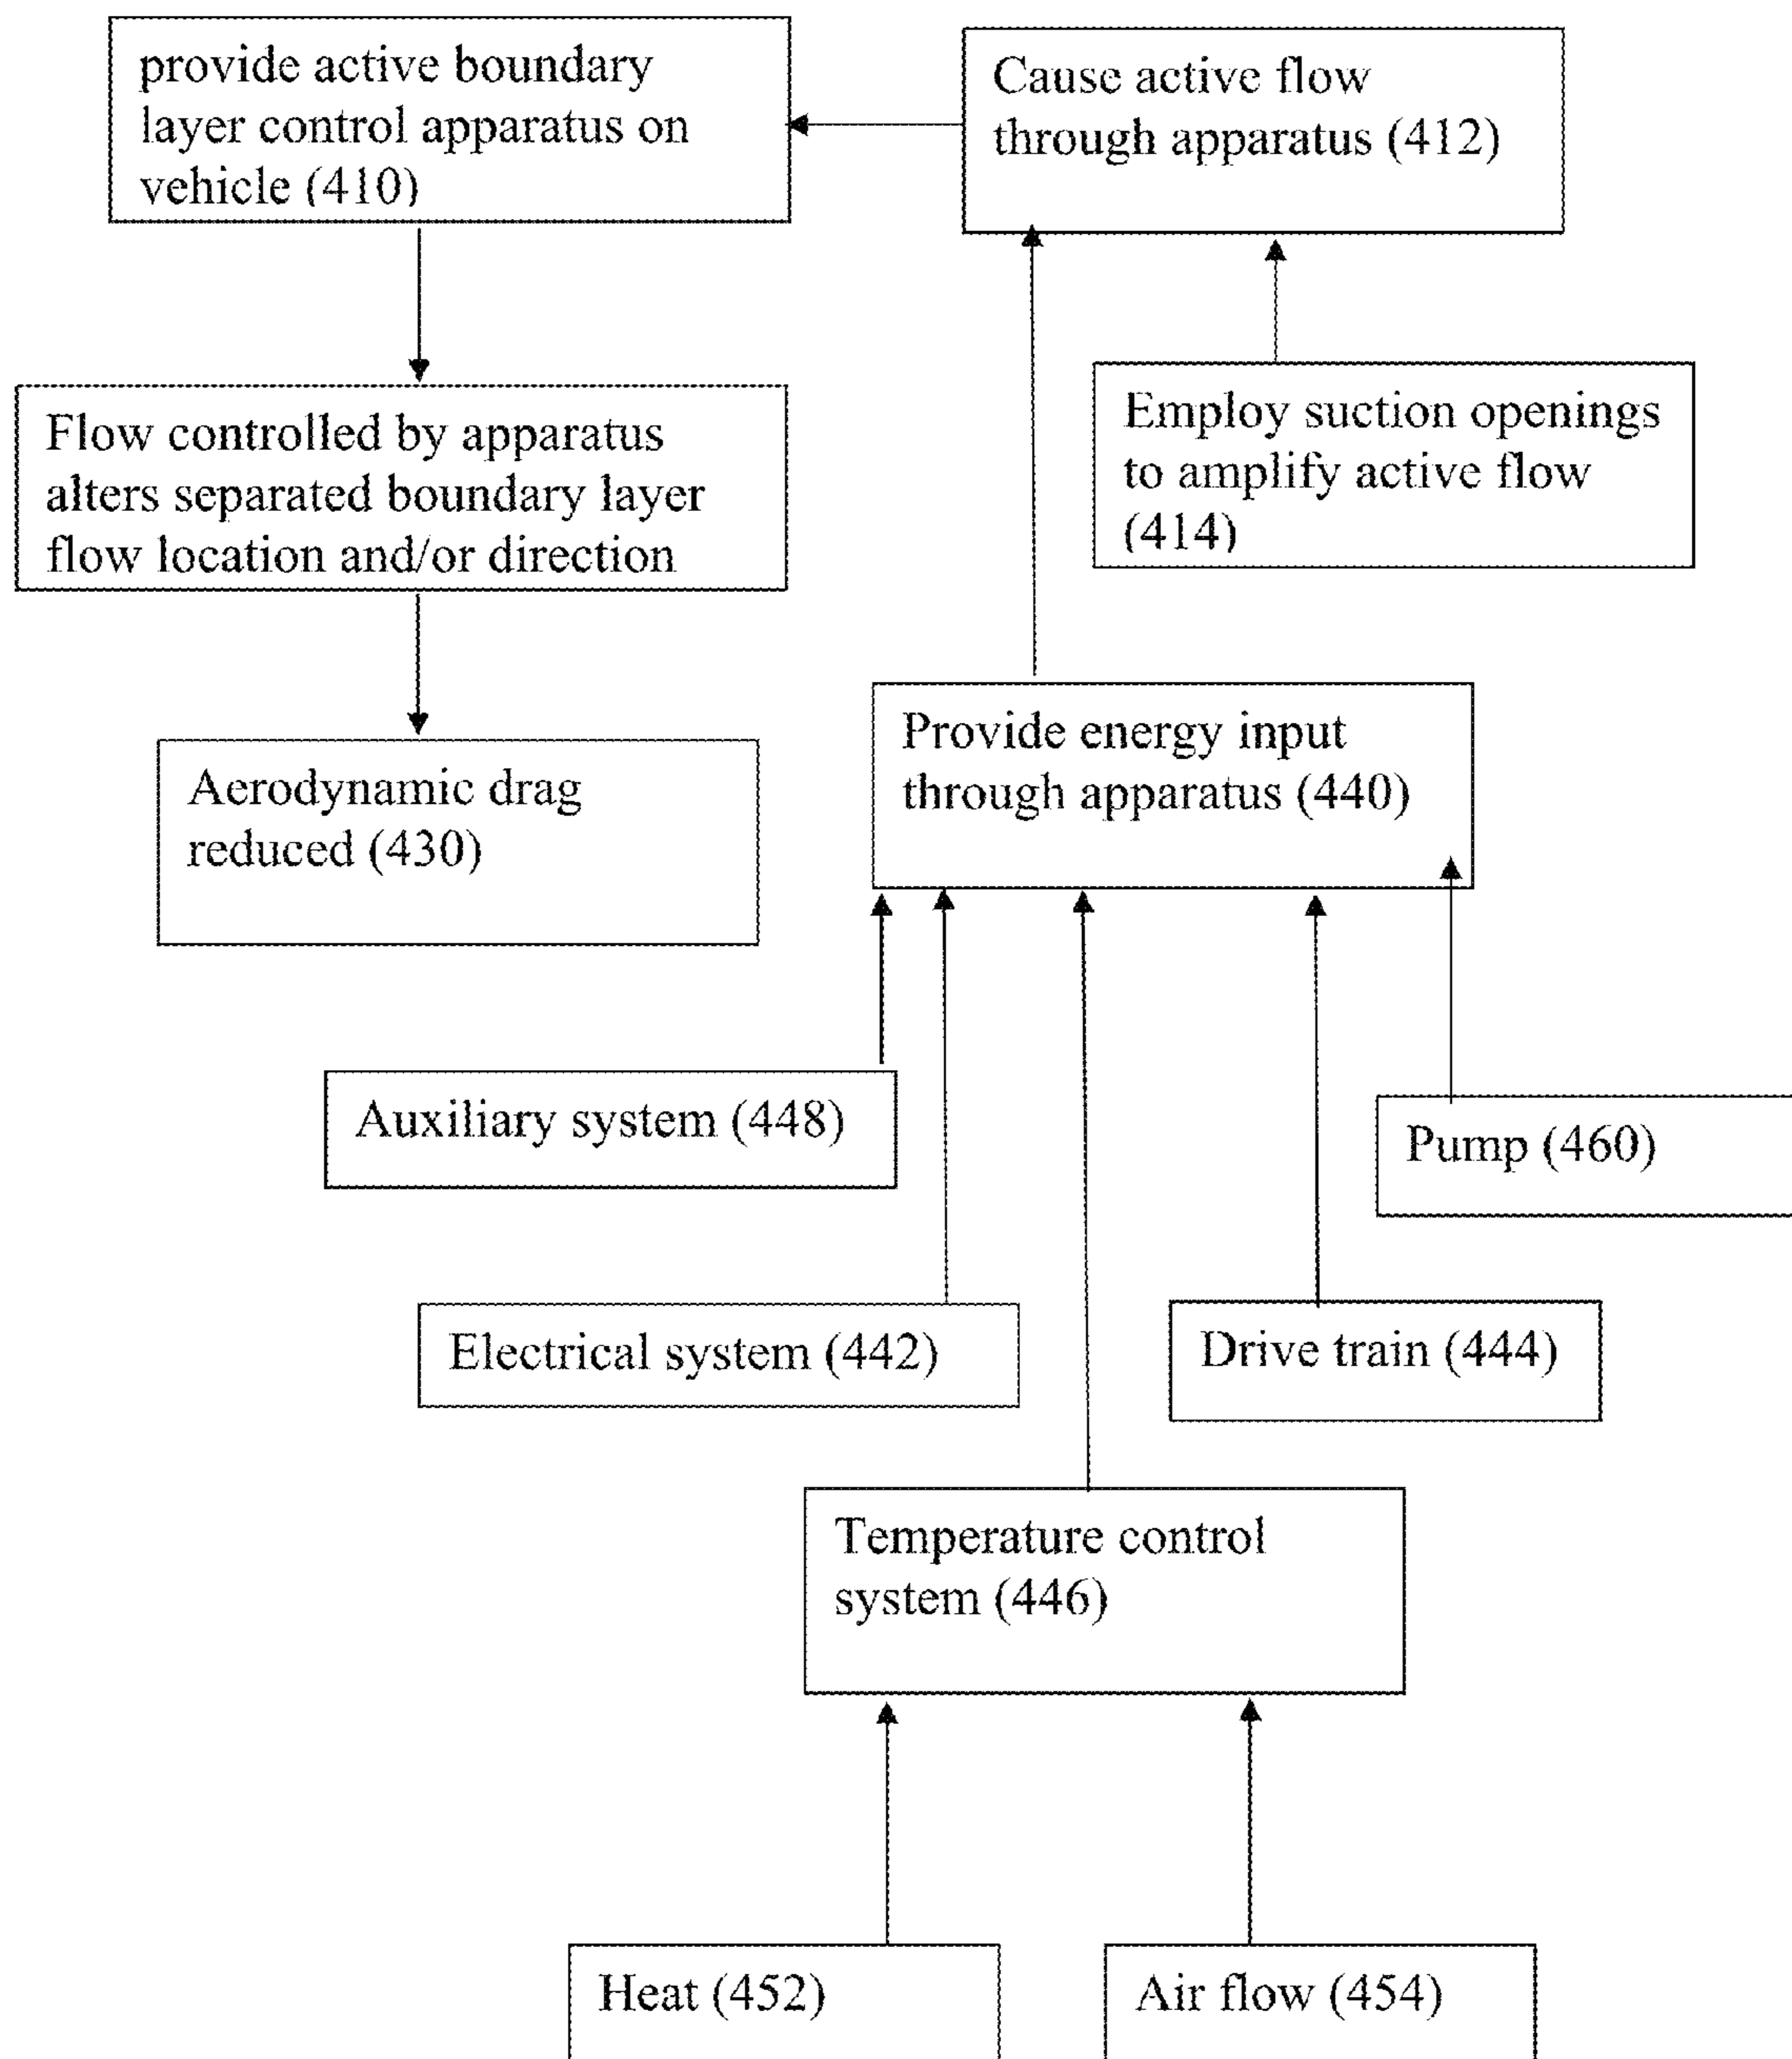 provide active boundary
layer control apparatus on
vehicle (410)
Cause active flow
through apparatus (412)
Flow controlled by apparatus
alters separated boundary layer
flow location and/or direction
Employ suction openings
to amplify active flow
(414)
Aerodynamic drag
reduced (430)
Provide energy input
through apparatus (440)
Auxiliary system (448)
Pump (460)
Electrical system (442)
Drive train (444)
Temperature control
system (446)
Heat (452)
Air flow (454)